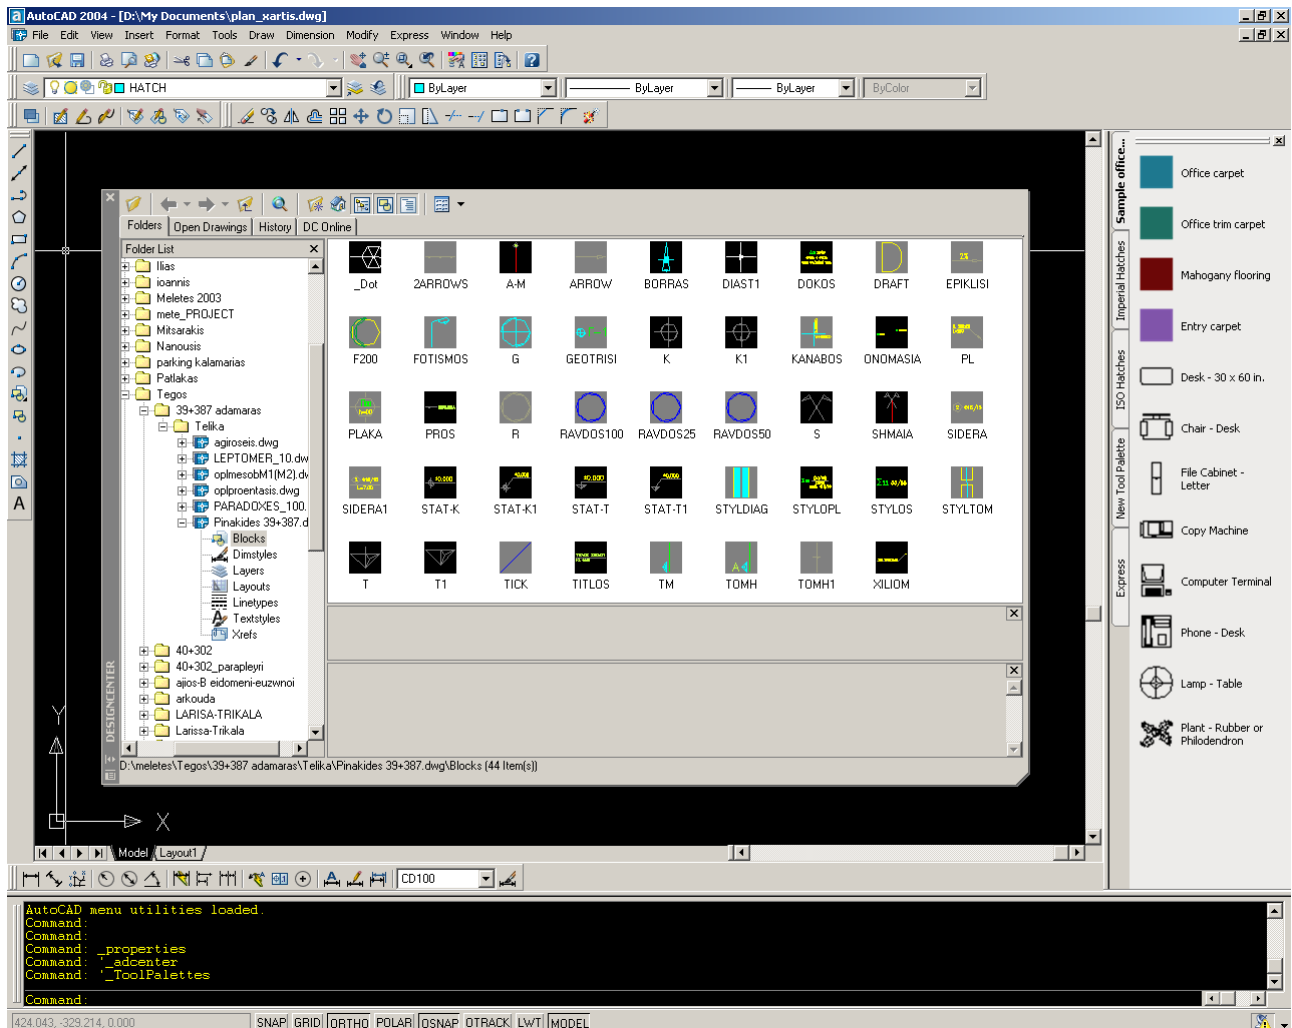 AutoCAD 2004 - [D:\My Documents\plan_xartis.dwg]
File Edit View Insert Format Tools Draw Dimension Modify Express Window Help
HATCH ByLayer ByLayer ByLayer ByColor
DESIGNCENTER
Folders Open Drawings History DC Online
Folder List
Ilias
ioannis
Meletes 2003
mete_PROJECT
Mitsarakis
Nanousis
parking kalamarias
Patlakas
Tegos
39+387 adamaras
Telika
agiroseis.dwg
LEPTOMER_10.dw
oplmesobM1(M2).dw
oplproentasis.dwg
PARADOXES_100.
Pinakides 39+387.d
Blocks
Dimstyles
Layers
Layouts
Linetypes
Textstyles
Xrefs
40+302
40+302_parapleyri
ajios-B eidomeni-euzwnoi
arkouda
LARISA-TRIKALA
Larissa-Trikala
_Dot 2ARROWS A-M ARROW BORRAS DIAST1 DOKOS DRAFT EPIKLISI
F200 FOTISMOS G GEOTRISI K K1 KANABOS ONOMASIA PL
PLAKA PROS R RAVDOS100 RAVDOS25 RAVDOS50 S SHMAIA SIDERA
SIDERA1 STAT-K STAT-K1 STAT-T STAT-T1 STYLDIAG STYLOPL STYLOS STYLTOM
T T1 TICK TITLOS TM TOMH TOMH1 XILIOM
D:\meletes\Tegos\39+387 adamaras\Telika\Pinakides 39+387.dwg\Blocks (44 Item(s))
Y
X
Sample office...
Imperial Hatches
ISO Hatches
New Tool Palette
Express
Office carpet
Office trim carpet
Mahogany flooring
Entry carpet
Desk - 30 x 60 in.
Chair - Desk
File Cabinet -
Letter
Copy Machine
Computer Terminal
Phone - Desk
Lamp - Table
Plant - Rubber or
Philodendron
Model Layout1
CD100
AutoCAD menu utilities loaded.
Command:
Command:
Command: _properties
Command: '_adcenter
Command: '_ToolPalettes
Command:
424.043, -329.214, 0.000 SNAP GRID ORTHO POLAR OSNAP OTRACK LWT MODEL